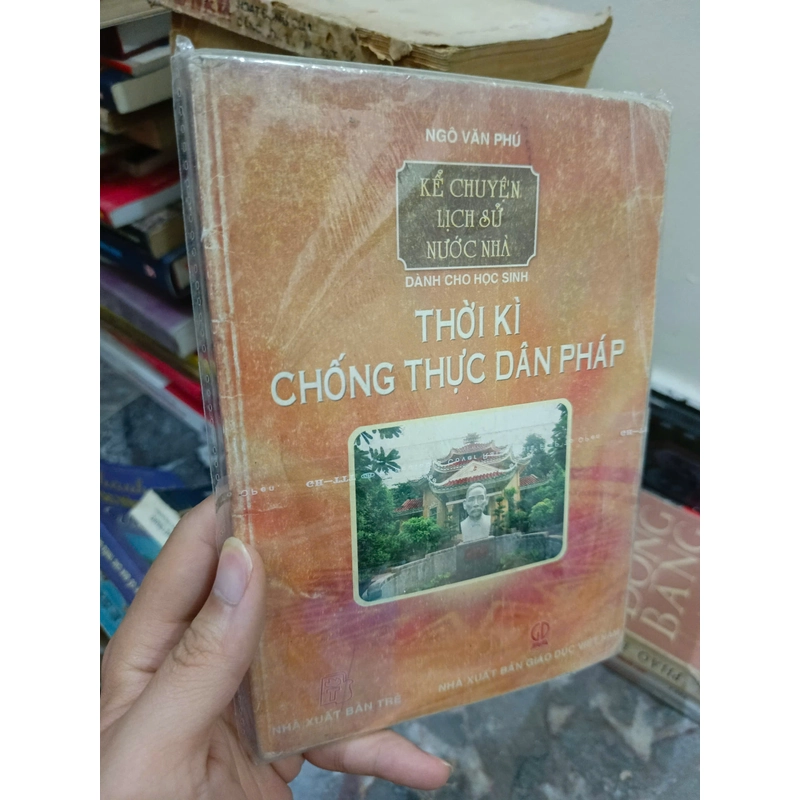 NGÔ VĂN PHÚ
KỂ CHUYỆN
LỊCH SỬ
NƯỚC NHÀ
DÀNH CHO HỌC SINH
THỜI KÌ
CHỐNG THỰC DÂN PHÁP
NHÀ XUẤT BẢN TRẺ
NHÀ XUẤT BẢN GIÁO DỤC VIỆT NAM
BẰNG